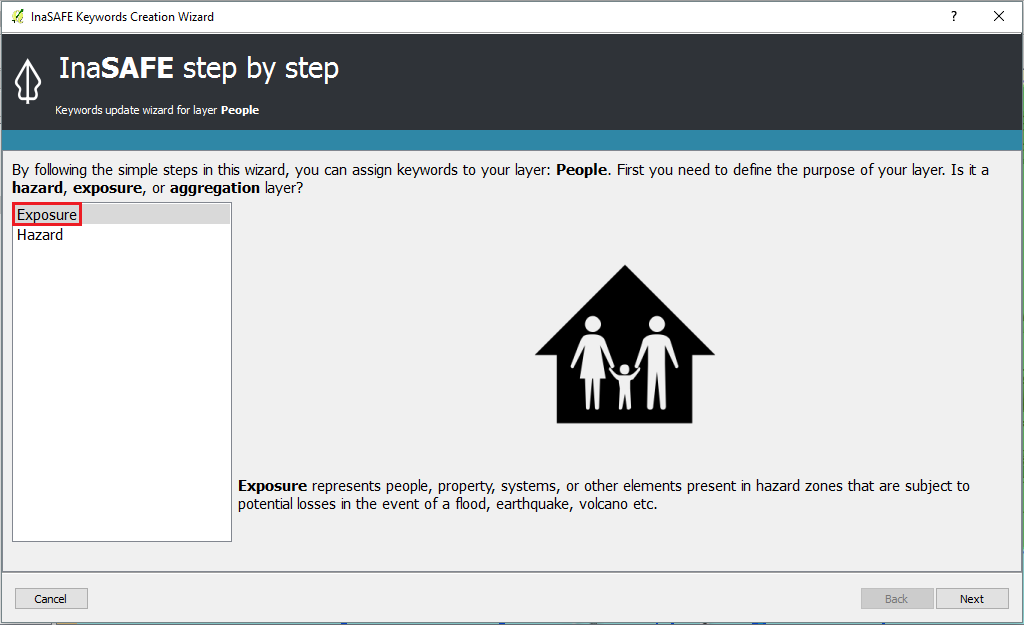 InaSAFE Keywords Creation Wizard
?
InaSAFE step by step
Keywords update wizard for layer People
By following the simple steps in this wizard, you can assign keywords to your layer: People. First you need to define the purpose of your layer. Is it a
hazard, exposure, or aggregation layer?
Exposure
Hazard
Exposure represents people, property, systems, or other elements present in hazard zones that are subject to
potential losses in the event of a flood, earthquake, volcano etc.
Cancel
Back
Next